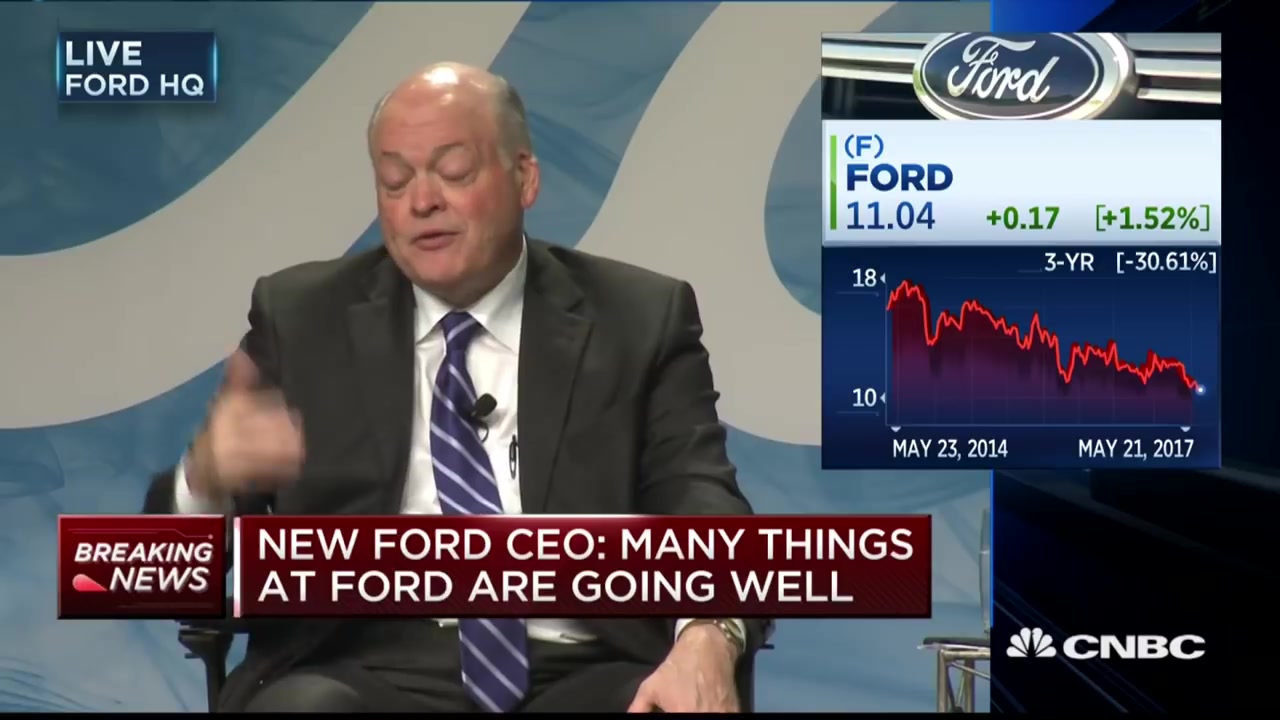 LIVE
FORD HQ
Ford
(F)
FORD
11.04 +0.17 [+1.52%]
3-YR [-30.61%]
18
10
MAY 23, 2014 MAY 21, 2017
BREAKING
NEWS
NEW FORD CEO: MANY THINGS
AT FORD ARE GOING WELL
CNBC